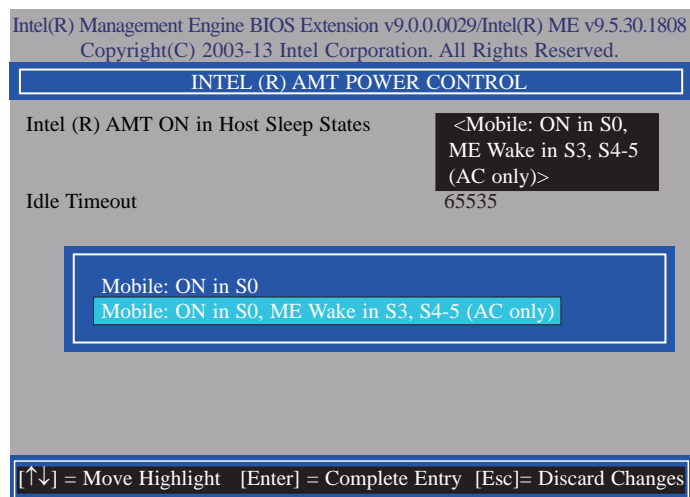 Intel(R) Management Engine BIOS Extension v9.0.0.0029/Intel(R) ME v9.5.30.1808
Copyright(C) 2003-13 Intel Corporation. All Rights Reserved.
INTEL (R) AMT POWER CONTROL
Intel (R) AMT ON in Host Sleep States
<Mobile: ON in S0,
ME Wake in S3, S4-5
(AC only)>
Idle Timeout
65535
Mobile: ON in S0
Mobile: ON in S0, ME Wake in S3, S4-5 (AC only)
[↑↓] = Move Highlight [Enter] = Complete Entry [Esc]= Discard Changes